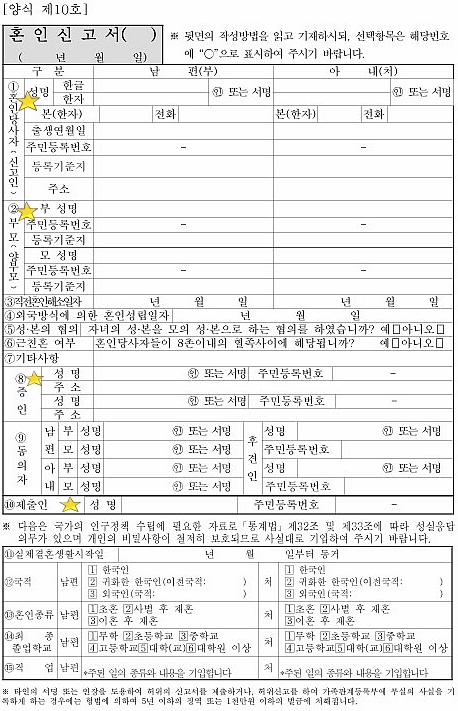 [양식 제10호]
혼 인 신 고 서( )
( 년 월 일)
※ 뒷면의 작성방법을 읽고 기재하시되, 선택항목은 해당번호
에 "○"으로 표시하여 주시기 바랍니다.
구 분 남 편(부) 아 내(처)
①혼인당사자(신고인)
성명 한글 ㊞ 또는 서명 ㊞ 또는 서명
한자
본(한자) 전화 본(한자) 전화
출생연월일
주민등록번호 - -
등록기준지
주소
②부모(양부모)
부 성명
주민등록번호 - -
등록기준지
모 성명
주민등록번호 - -
등록기준지
③직전혼인해소일자 년 월 일 년 월 일
④외국방식에 의한 혼인성립일자 년 월 일
⑤성·본의 협의 자녀의 성·본을 모의 성·본으로 하는 협의를 하였습니까? 예□아니오□
⑥근친혼 여부 혼인당사자들이 8촌이내의 혈족사이에 해당됩니까? 예□아니오□
⑦기타사항
⑧증인
성 명 ㊞ 또는 서명 주민등록번호 -
주 소
성 명 ㊞ 또는 서명 주민등록번호 -
주 소
⑨동의자
남편 부 성명 ㊞ 또는 서명 후견인 성명 ㊞ 또는 서명
모 성명 ㊞ 또는 서명 주민등록번호
아내 부 성명 ㊞ 또는 서명 성명 ㊞ 또는 서명
모 성명 ㊞ 또는 서명 주민등록번호
⑩제출인 성 명 주민등록번호 -
※ 다음은 국가의 인구정책 수립에 필요한 자료로「통계법」제32조 및 제33조에 따라 성실응답
의무가 있으며 개인의 비밀사항이 철저히 보호되므로 사실대로 기입하여 주시기 바랍니다.
⑪실제결혼생활시작일 년 월 일부터 동거
⑫국적 남편 1 한국인 처 1 한국인
2 귀화한 한국인(이전국적: ) 2 귀화한 한국인(이전국적: )
3 외국인(국적: ) 3 외국인(국적: )
⑬혼인종류 남편 1초혼 2사별 후 재혼 처 1초혼 2사별 후 재혼
3이혼 후 재혼 3이혼 후 재혼
⑭최 종 졸업학교 남편 1무학 2초등학교 3중학교 처 1무학 2초등학교 3중학교
4고등학교 5대학(교) 6대학원 이상 4고등학교 5대학(교) 6대학원 이상
⑮직 업 남편 *주된 일의 종류와 내용을 기입합니다 처 *주된 일의 종류와 내용을 기입합니다
※ 타인의 서명 또는 인장을 도용하여 허위의 신고서를 제출하거나, 허위신고를 하여 가족관계등록부에 부실의 사실을 기
록하게 하는 경우에는 형법에 의하여 5년 이하의 징역 또는 1천만원 이하의 벌금에 처해집니다.